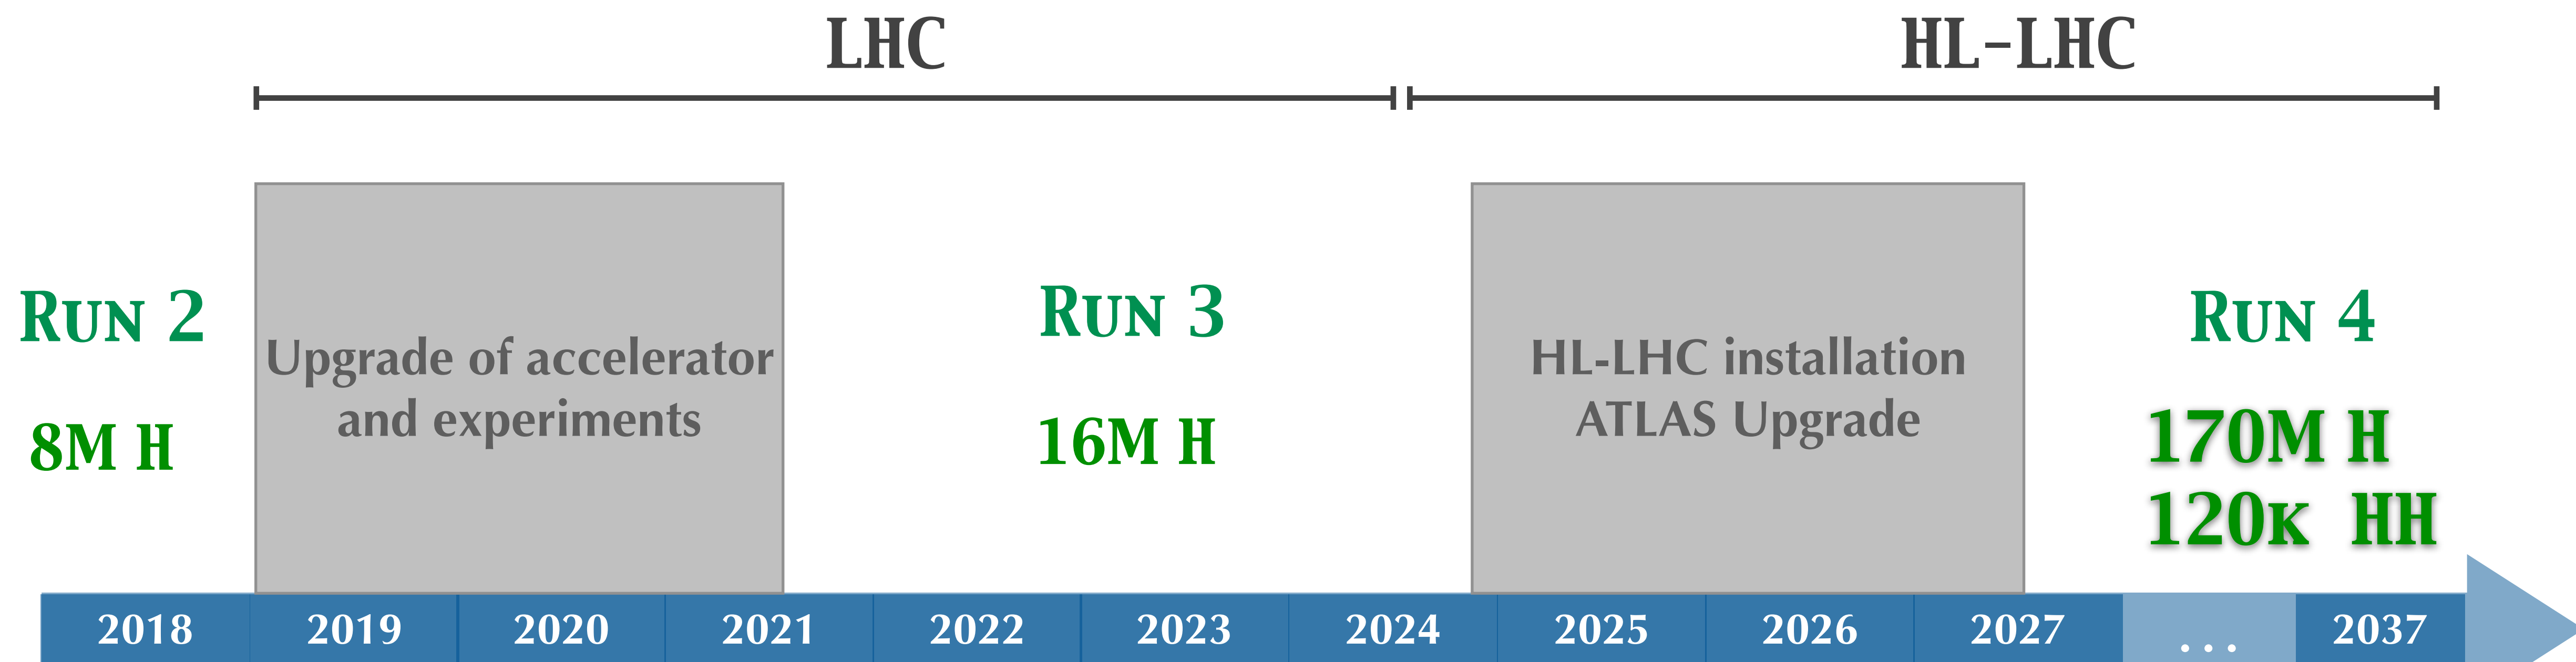 LHC
HL-LHC
Run 2
8M H
Upgrade of accelerator
and experiments
Run 3
16M H
HL-LHC installation
ATLAS Upgrade
Run 4
170M H
120k HH
2018 2019 2020 2021 2022 2023 2024 2025 2026 2027 ... 2037